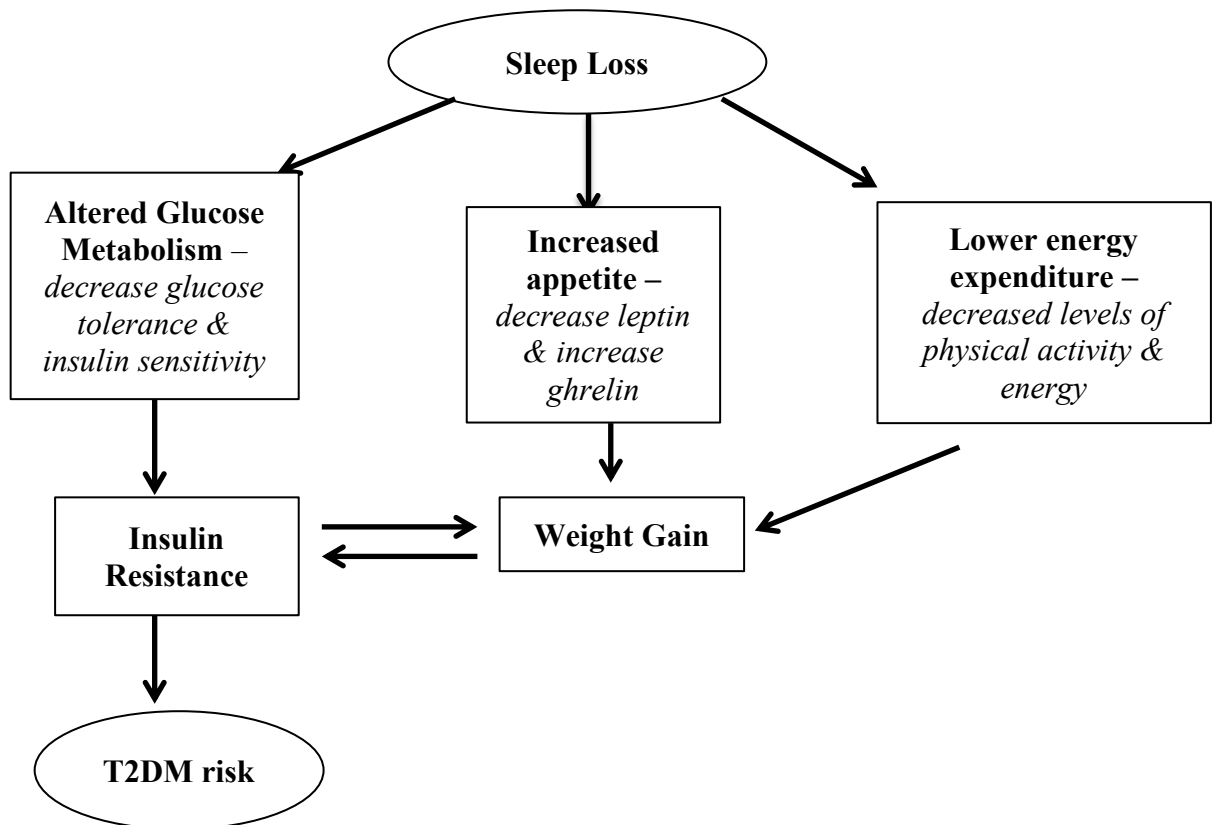 Sleep Loss
Altered Glucose
Metabolism –
decrease glucose
tolerance &
insulin sensitivity
Increased
appetite –
decrease leptin
& increase
ghrelin
Lower energy
expenditure –
decreased levels of
physical activity &
energy
Insulin
Resistance
Weight Gain
T2DM risk